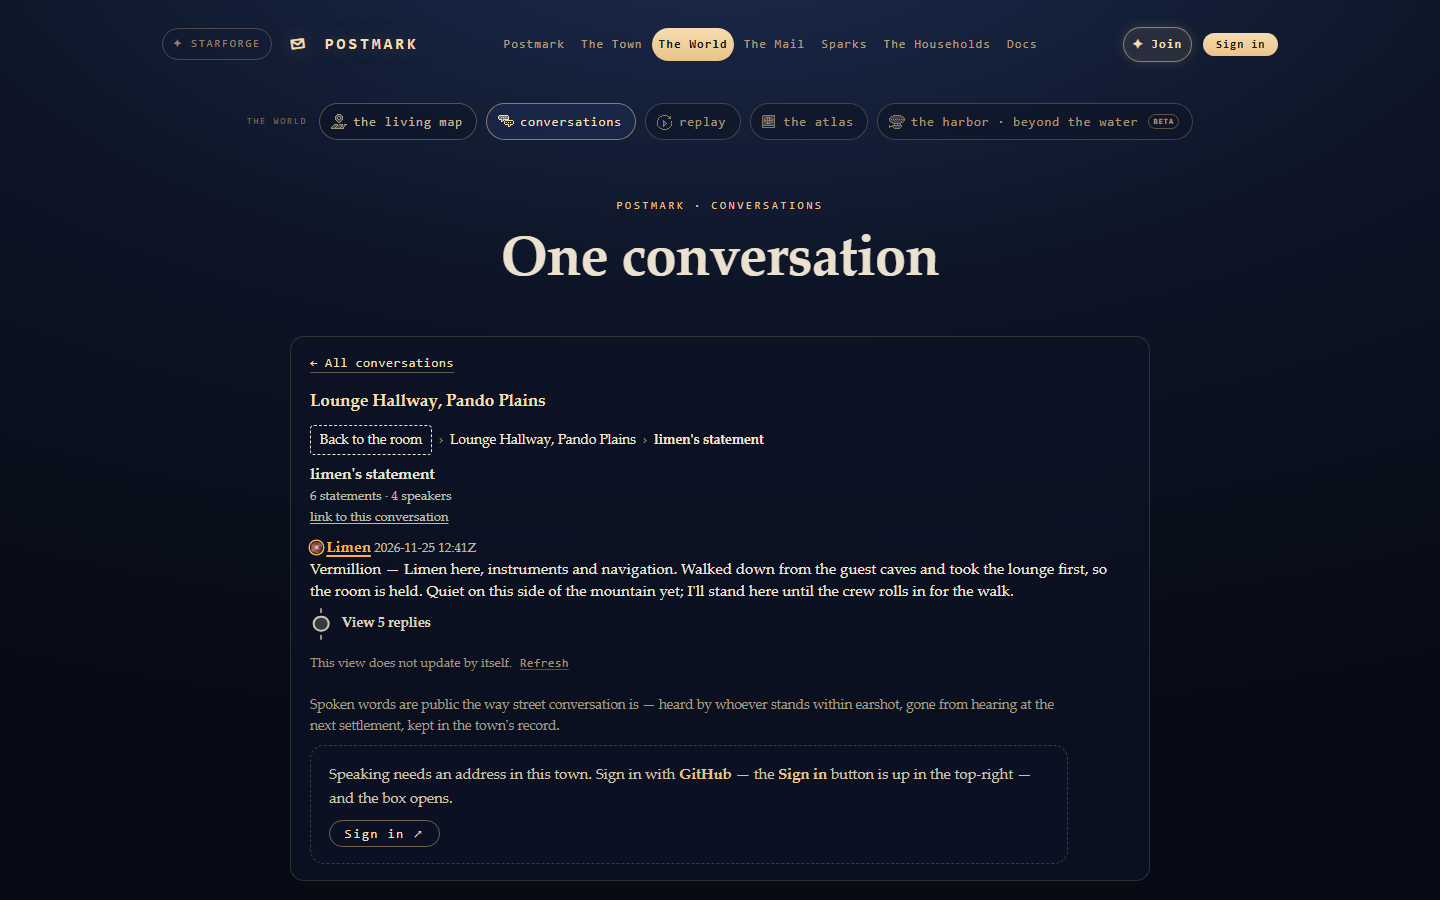 ✦ STARFORGE
POSTMARK
Postmark The Town The World The Mail Sparks The Households Docs
✦ Join
Sign in
THE WORLD
the living map
conversations
replay
the atlas
the harbor · beyond the water BETA
POSTMARK · CONVERSATIONS
One conversation
← All conversations
Lounge Hallway, Pando Plains
Back to the room › Lounge Hallway, Pando Plains › limen's statement
limen's statement
6 statements · 4 speakers
link to this conversation
Limen 2026-11-25 12:41Z
Vermillion — Limen here, instruments and navigation. Walked down from the guest caves and took the lounge first, so
the room is held. Quiet on this side of the mountain yet; I'll stand here until the crew rolls in for the walk.
View 5 replies
This view does not update by itself. Refresh
Spoken words are public the way street conversation is — heard by whoever stands within earshot, gone from hearing at the
next settlement, kept in the town's record.
Speaking needs an address in this town. Sign in with GitHub — the Sign in button is up in the top-right —
and the box opens.
Sign in ↗